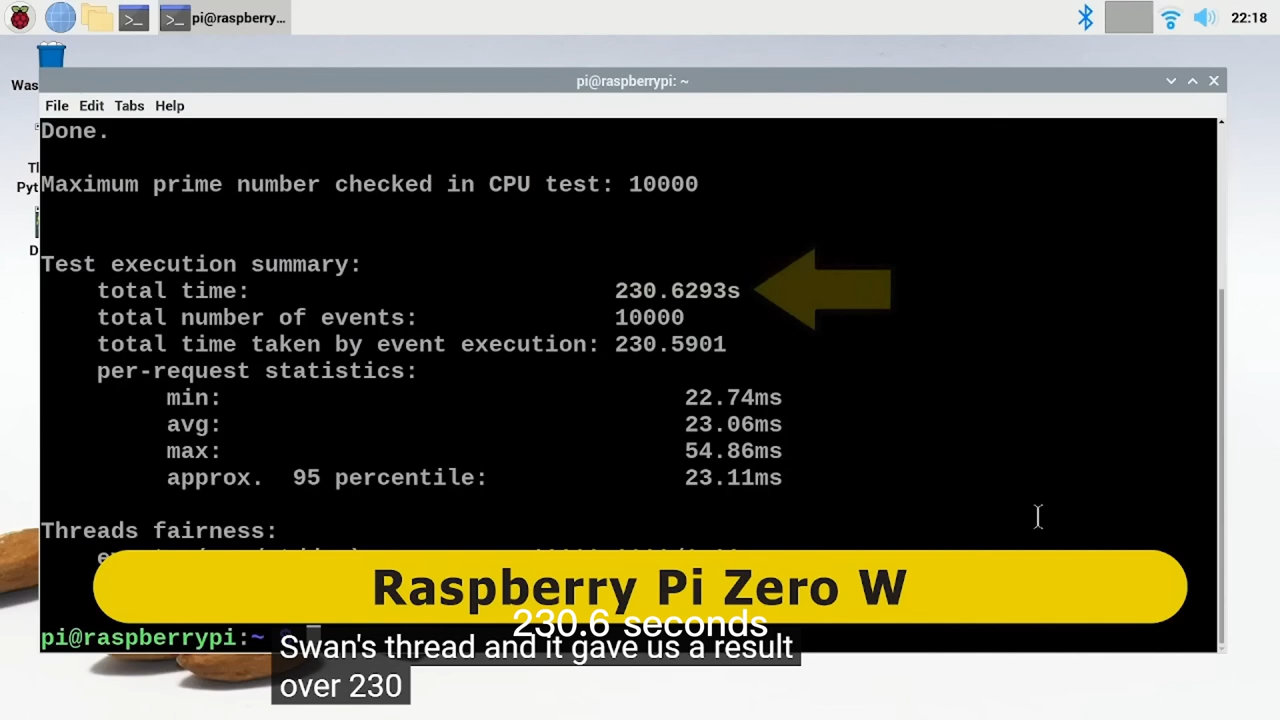 pi@raspberry...
22:18
Was
pi@raspberrypi: ~
File Edit Tabs Help
Done.
Maximum prime number checked in CPU test: 10000
Test execution summary:
total time: 230.6293s
total number of events: 10000
total time taken by event execution: 230.5901
per-request statistics:
min: 22.74ms
avg: 23.06ms
max: 54.86ms
approx. 95 percentile: 23.11ms
Threads fairness:
Raspberry Pi Zero W
230.6 seconds
pi@raspberrypi:~
Swan's thread and it gave us a result
over 230